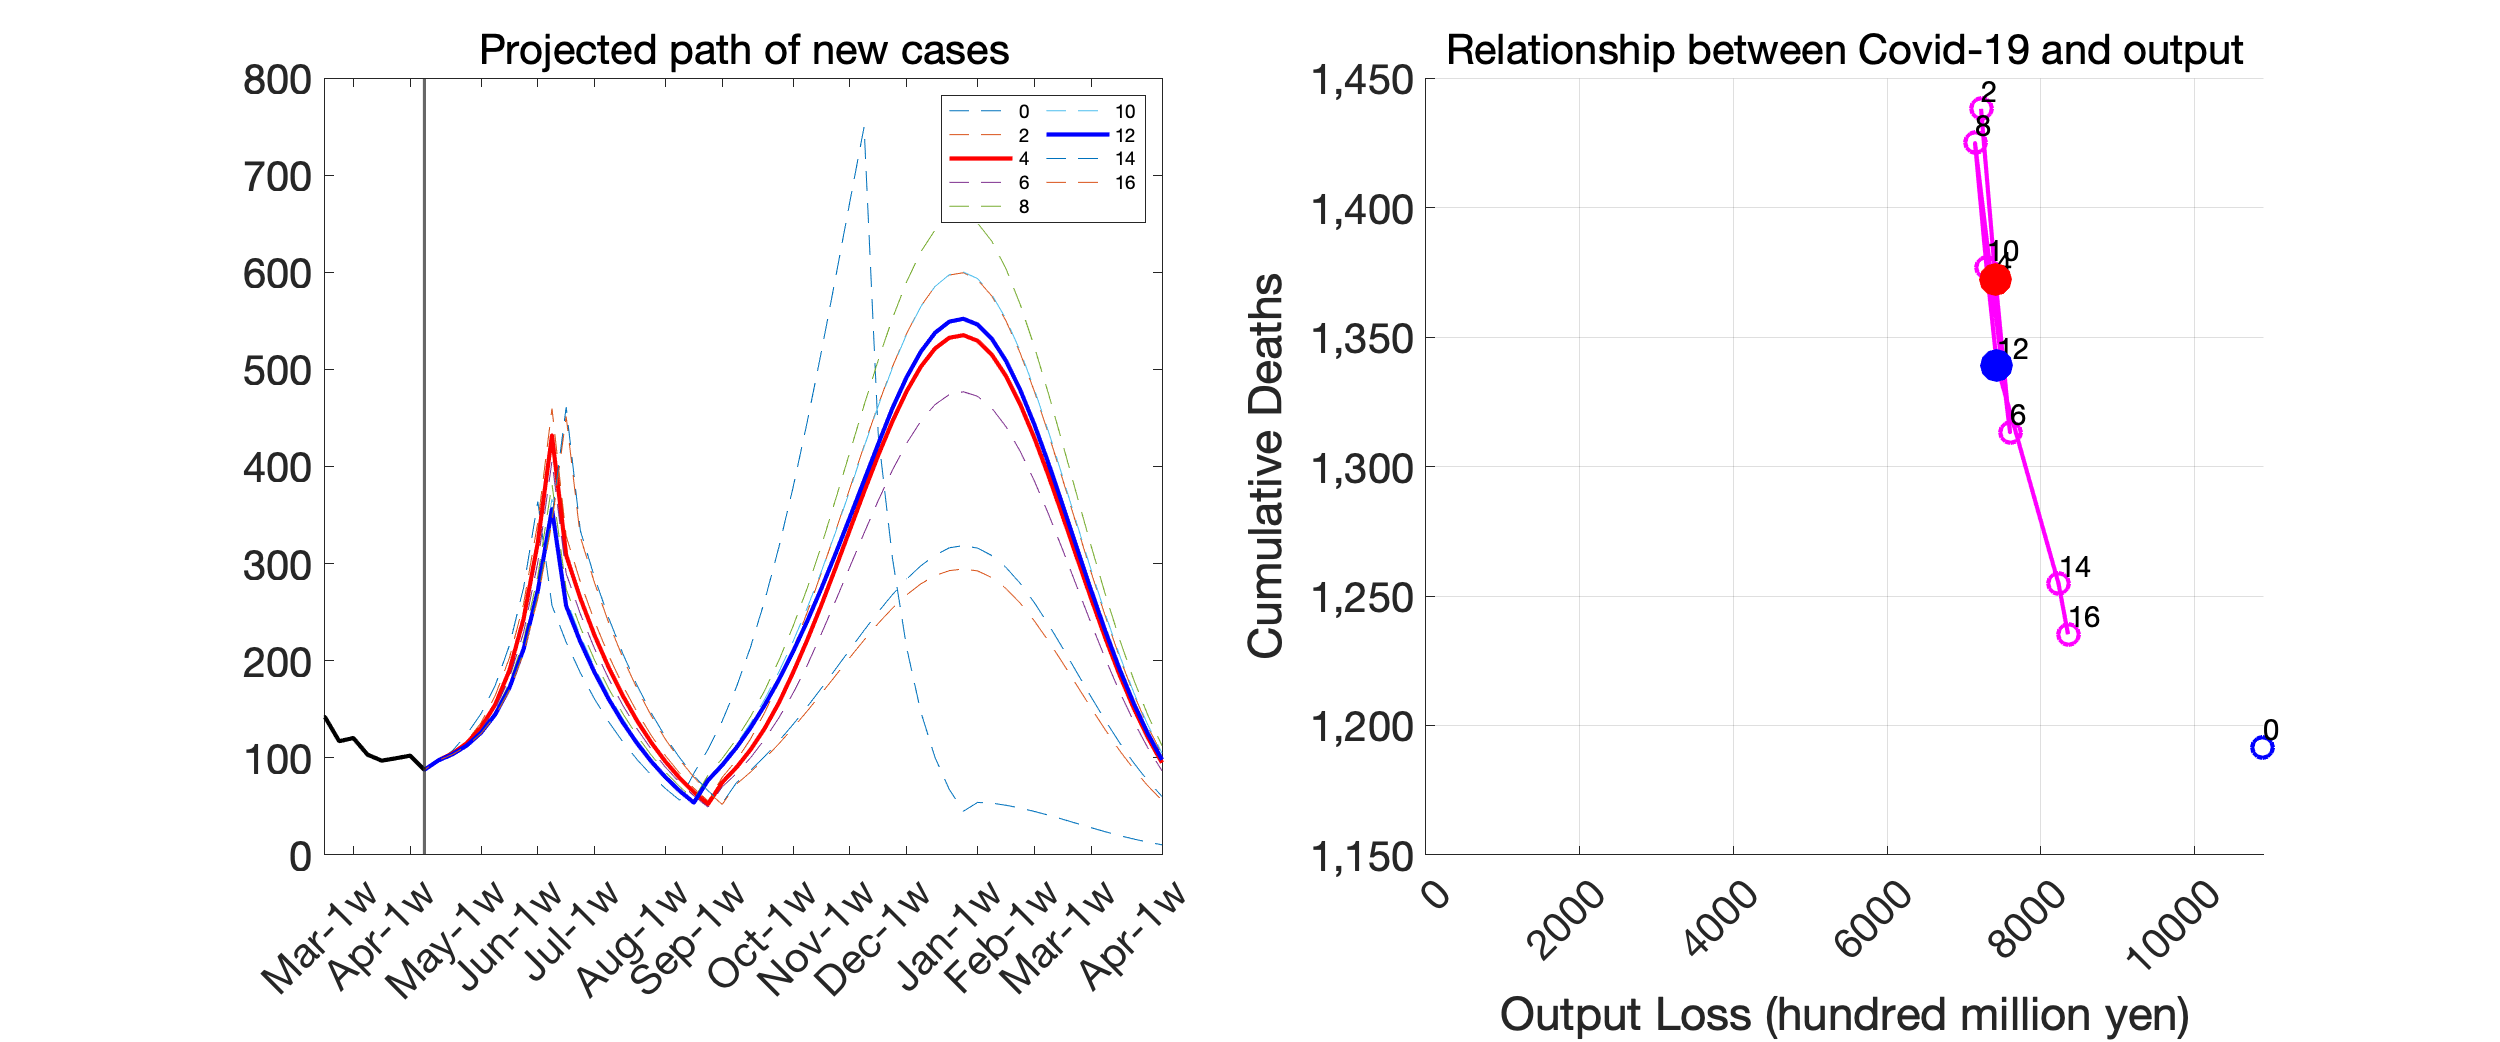 Projected path of new cases
800
700
600
500
400
300
200
100
0
0
2
4
6
8
10
12
14
16
Mar-1w
Apr-1w
May-1w
Jun-1w
Jul-1w
Aug-1w
Sep-1w
Oct-1w
Nov-1w
Dec-1w
Jan-1w
Feb-1w
Mar-1w
Apr-1w
Relationship between Covid-19 and output
Cumulative Deaths
1,450
1,400
1,350
1,300
1,250
1,200
1,150
2
8
10
4
12
6
14
16
0
0
2000
4000
6000
8000
10000
Output Loss (hundred million yen)